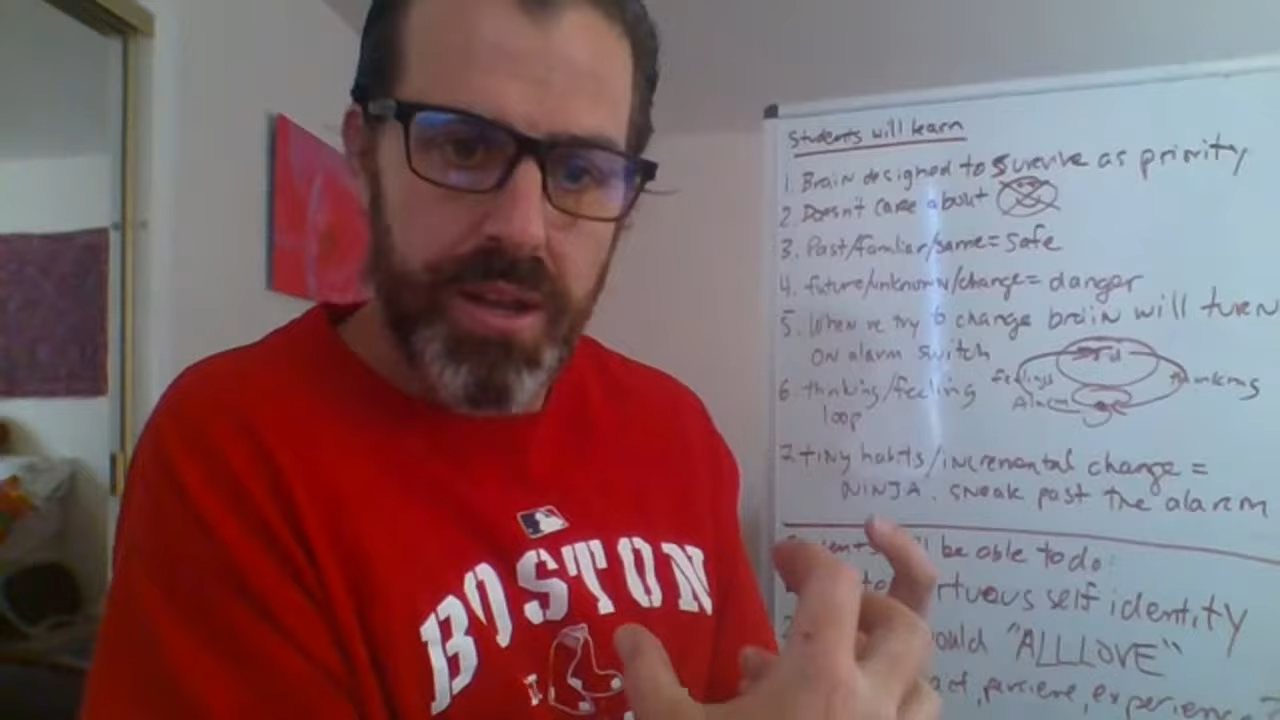 Students will learn
1. Brain designed to survive as priority
2. Doesn't care about
3. Past/familiar/same = safe
4. future/unknown/change = danger
5. When we try to change brain will turn
ON alarm switch
6. thinking/feeling
loop
feelings
thinking
Alarm
7. tiny habits/incremental change =
NINJA. sneak past the alarm
be able to do:
self identity
"ALLLOVE"
experience
BOSTON